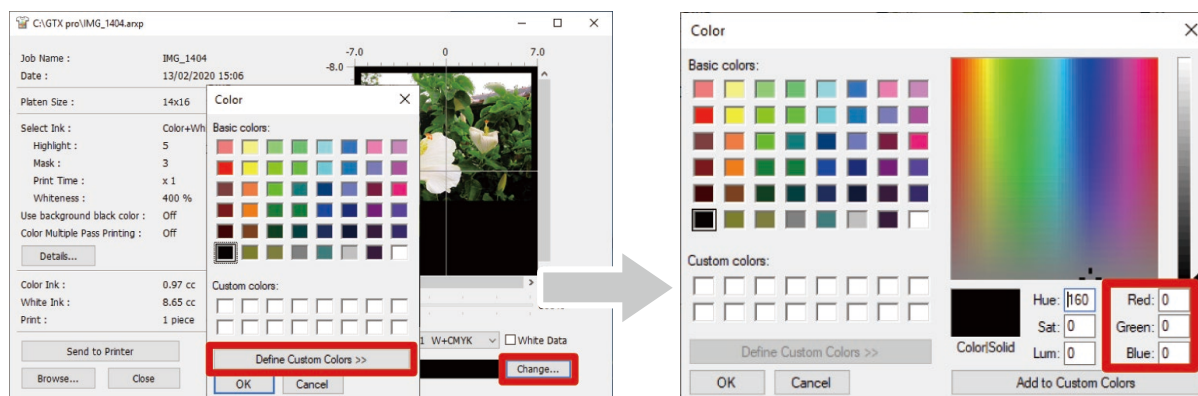 C:\GTX pro\IMG_1404.arxp
Job Name : IMG_1404
Date : 13/02/2020 15:06
Platen Size : 14x16
Select Ink : Color+Wh
Highlight : 5
Mask : 3
Print Time : x 1
Whiteness : 400 %
Use background black color : Off
Color Multiple Pass Printing : Off
Details...
Color Ink : 0.97 cc
White Ink : 8.65 cc
Print : 1 piece
Send to Printer
Browse... Close
-7.0 0 7.0
-8.0
Color
Basic colors:
Custom colors:
Define Custom Colors >>
OK Cancel
1 W+CMYK White Data
Change...
Color
Basic colors:
Custom colors:
Define Custom Colors >>
OK Cancel
Color|Solid
Hue: 160 Red: 0
Sat: 0 Green: 0
Lum: 0 Blue: 0
Add to Custom Colors